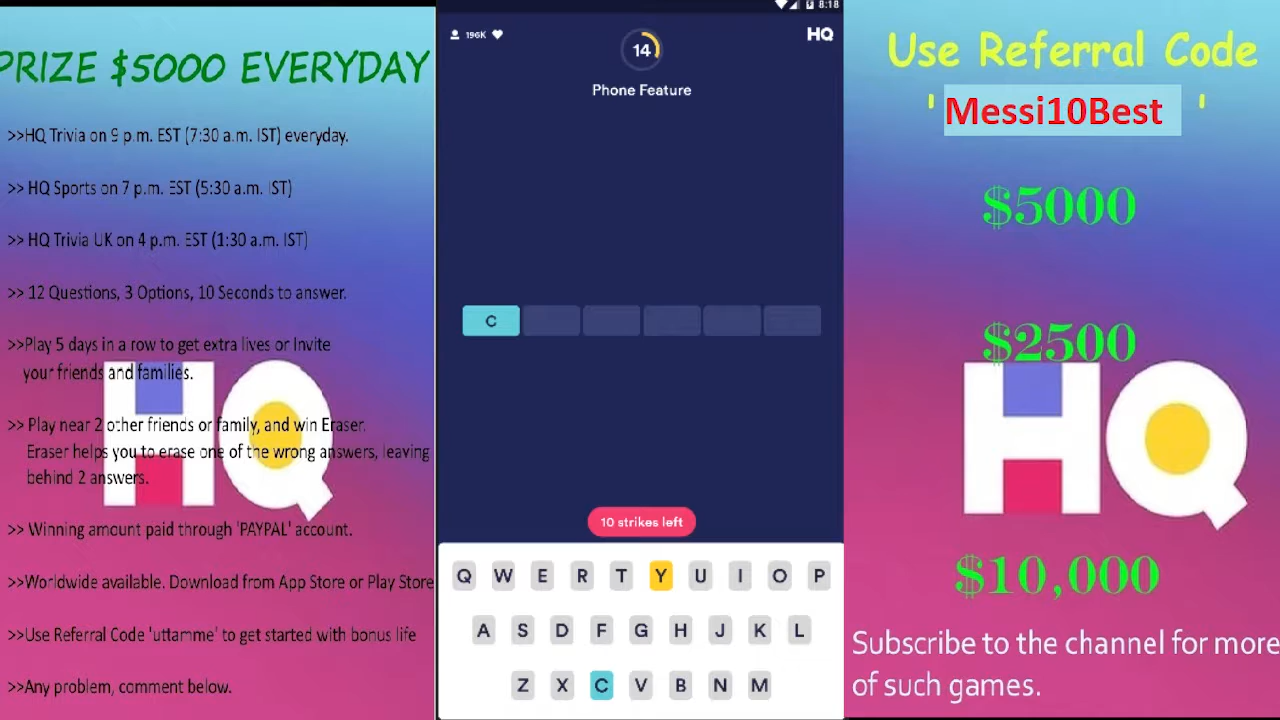 PRIZE $5000 EVERYDAY
>>HQ Trivia on 9 p.m. EST (7:30 a.m. IST) everyday.
>> HQ Sports on 7 p.m. EST (5:30 a.m. IST)
>> HQ Trivia UK on 4 p.m. EST (1:30 a.m. IST)
>> 12 Questions, 3 Options, 10 Seconds to answer.
>>Play 5 days in a row to get extra lives or Invite
your friends and families.
>> Play near 2 other friends or family, and win Eraser.
Eraser helps you to erase one of the wrong answers, leaving
behind 2 answers.
>> Winning amount paid through 'PAYPAL' account.
>>Worldwide available. Download from App Store or Play Store
>>Use Referral Code 'uttamme' to get started with bonus life
>>Any problem, comment below.
HQ
8:18
196K
14
HQ
Phone Feature
C
10 strikes left
Q W E R T Y U I O P
A S D F G H J K L
Z X C V B N M
Use Referral Code
' Messi10Best '
$5000
$2500
HQ
$10,000
Subscribe to the channel for more
of such games.